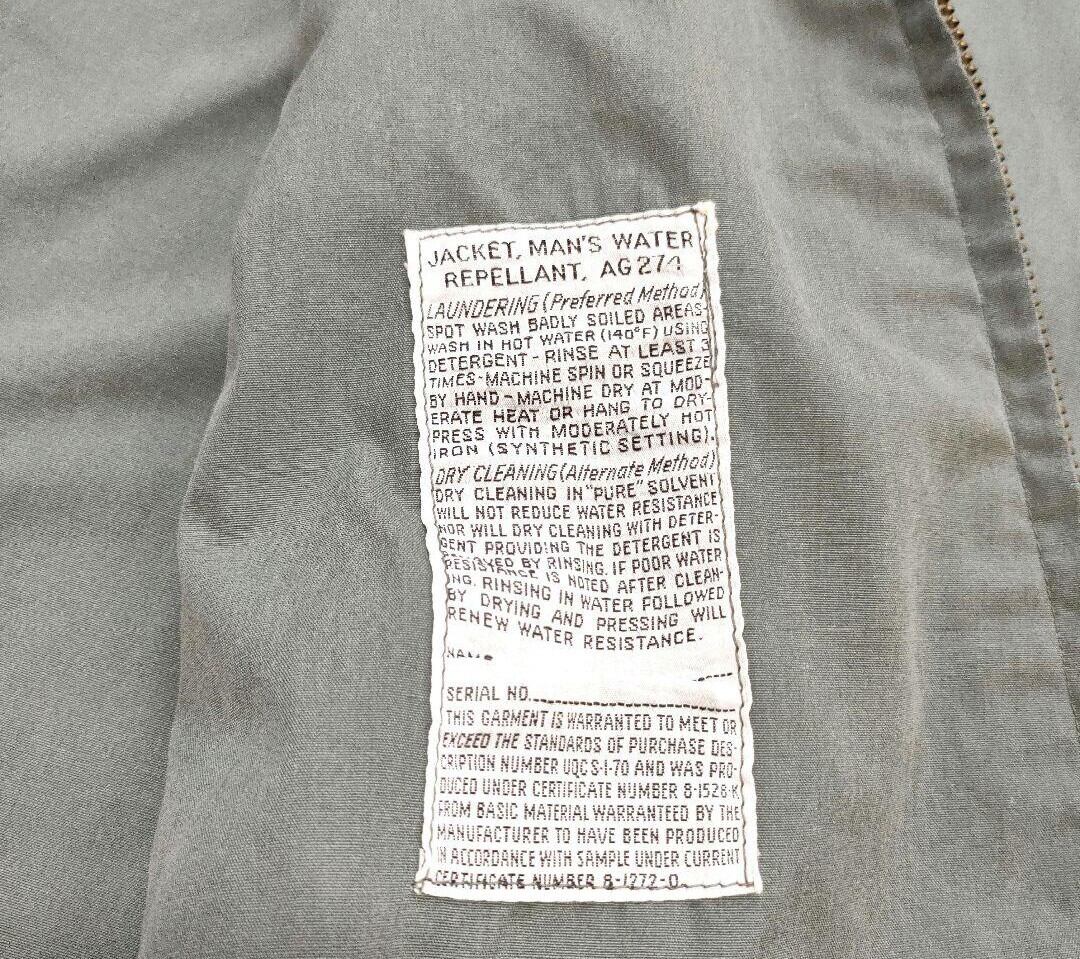 JACKET, MAN'S WATER
REPELLANT, AG274
LAUNDERING (Preferred Method)
SPOT WASH BADLY SOILED AREAS-
WASH IN HOT WATER (140°F) USING
DETERGENT - RINSE AT LEAST 3
TIMES - MACHINE SPIN OR SQUEEZE
BY HAND - MACHINE DRY AT MOD-
ERATE HEAT OR HANG TO DRY-
PRESS WITH MODERATELY HOT
IRON (SYNTHETIC SETTING).
DRY CLEANING (Alternate Method)
DRY CLEANING IN "PURE" SOLVENT
WILL NOT REDUCE WATER RESISTANCE
NOR WILL DRY CLEANING WITH DETER-
GENT PROVIDING THE DETERGENT IS
BY RINSING. IF POOR WATER
RESISTANCE IS NOTED AFTER CLEAN-
ING. RINSING IN WATER FOLLOWED
BY DRYING AND PRESSING WILL
RENEW WATER RESISTANCE.
NAME
SERIAL NO.
THIS GARMENT IS WARRANTED TO MEET OR
EXCEED THE STANDARDS OF PURCHASE DES-
CRIPTION NUMBER UQC S-1-70 AND WAS PRO-
DUCED UNDER CERTIFICATE NUMBER 8-1528-K
FROM BASIC MATERIAL WARRANTEED BY THE
MANUFACTURER TO HAVE BEEN PRODUCED
IN ACCORDANCE WITH SAMPLE UNDER CURRENT
CERTIFICATE NUMBER 8-1272-O